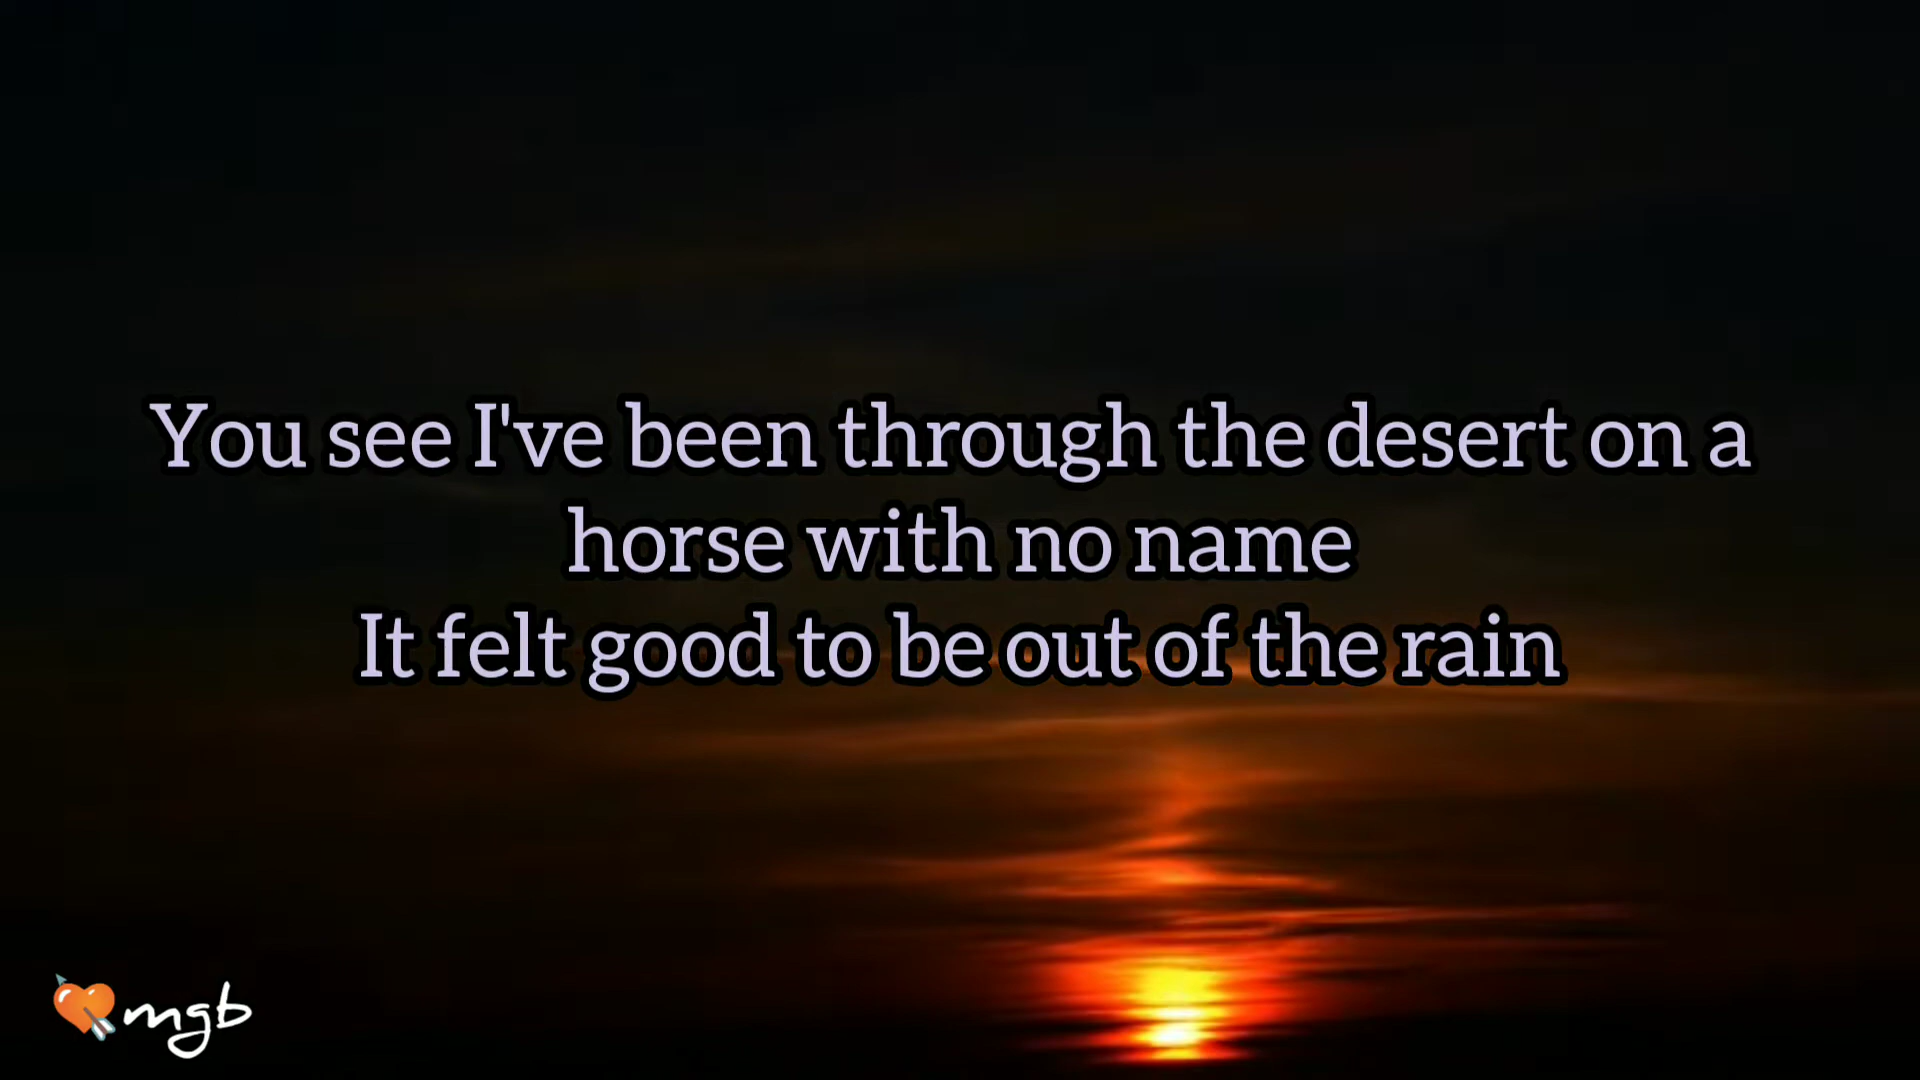 You see I've been through the desert on a
horse with no name
It felt good to be out of the rain
mgb